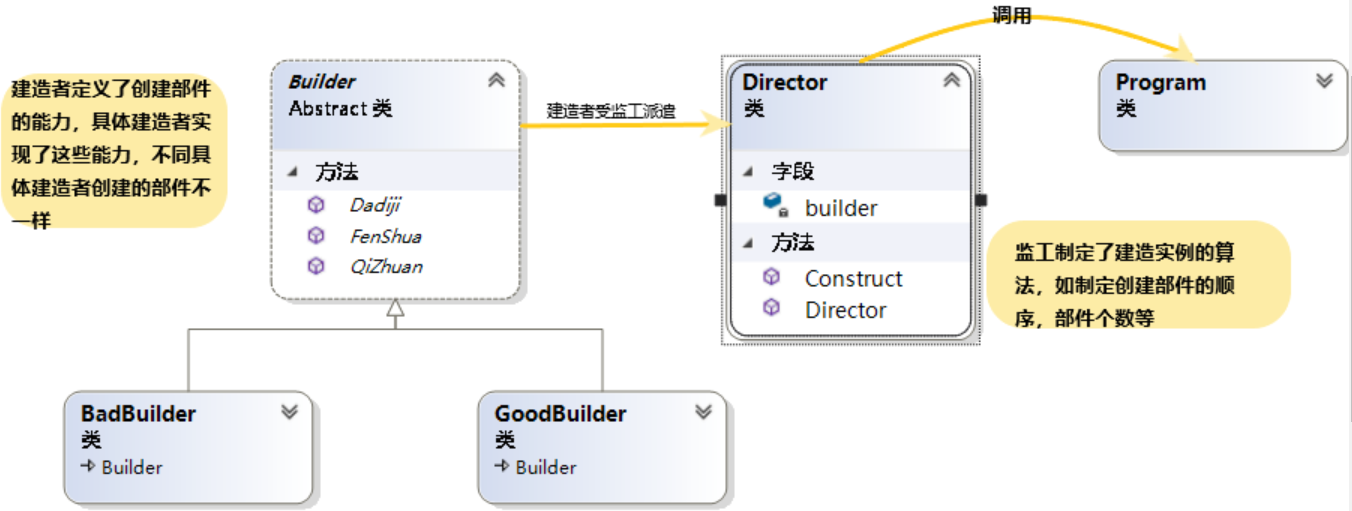 调用
建造者定义了创建部件
的能力，具体建造者实
现了这些能力，不同具
体建造者创建的部件不
一样
Builder
Abstract 类
方法
Dadiji
FenShua
QiZhuan
建造者受监工派遣
Director
类
字段
builder
方法
Construct
Director
Program
类
监工制定了建造实例的算
法，如制定创建部件的顺
序，部件个数等
BadBuilder
类
Builder
GoodBuilder
类
Builder